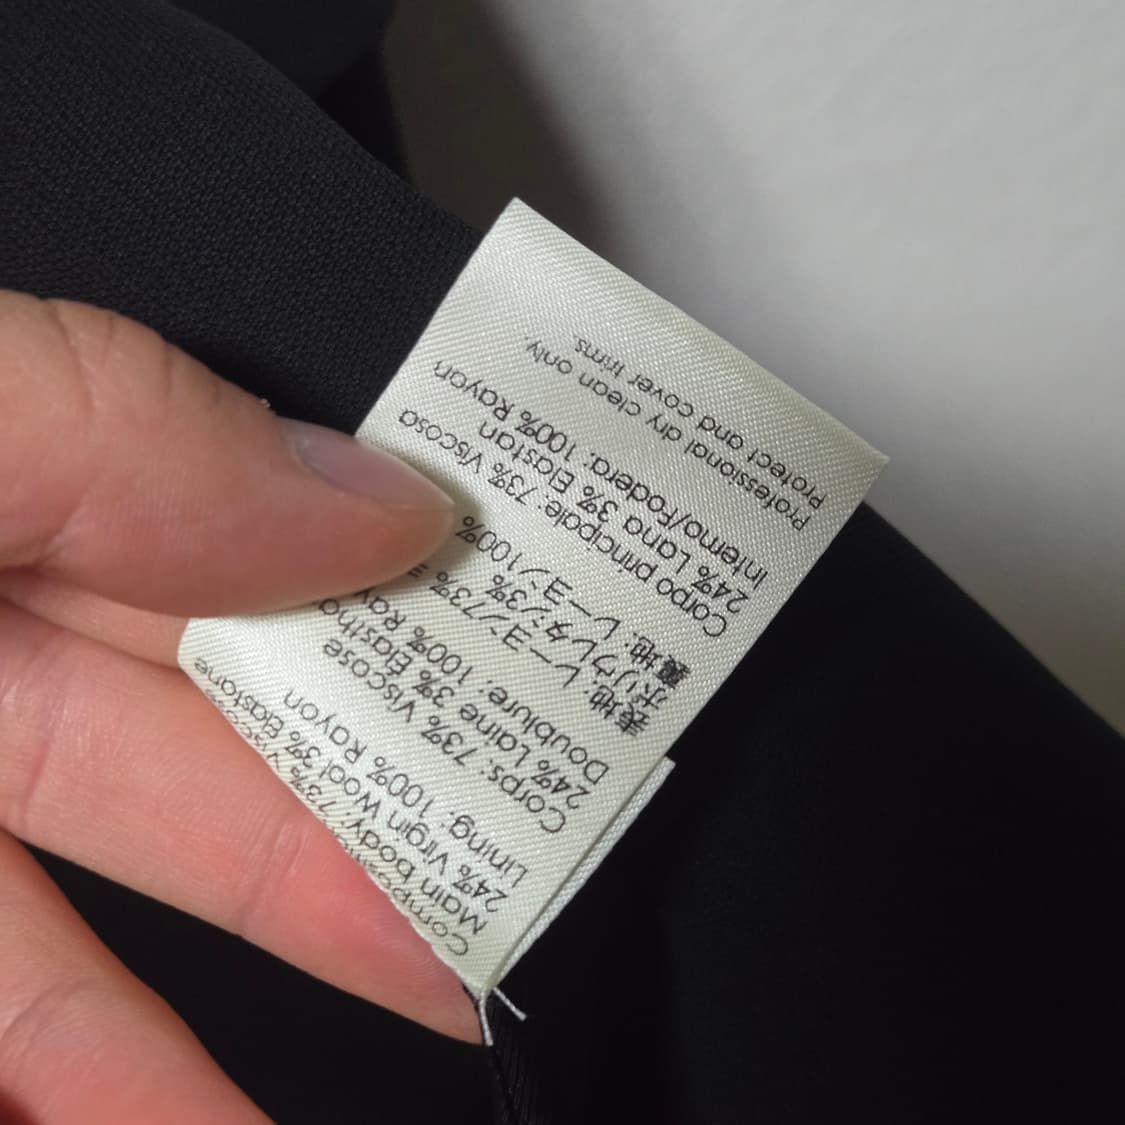 Main body: 73% Viscose
24% Virgin Wool 3% Elastane
Lining: 100% Rayon
Corps: 73% Viscose
24% Laine 3%
Doublure: 100%
表地: レーヨン73%
ポリウレタン3%
裏地: レーヨン100%
Corpo principale: 73% Viscosa
24% Lana 3% Elastan
Interno/Fodera: 100% Rayon
Professional dry clean only.
Protect and cover trims